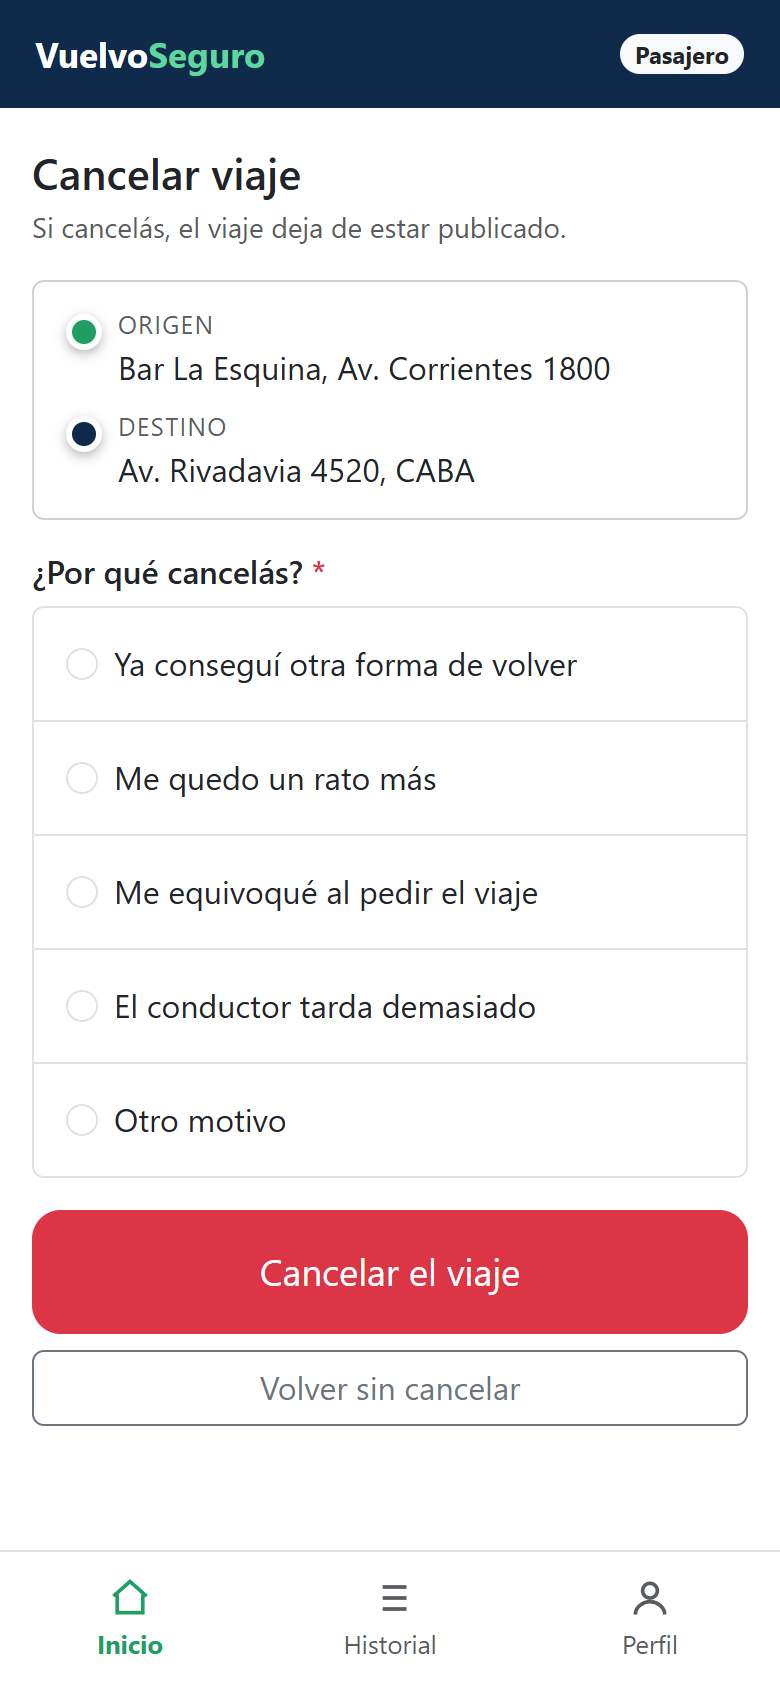 VuelvoSeguro
Pasajero
Cancelar viaje
Si cancelás, el viaje deja de estar publicado.
ORIGEN
Bar La Esquina, Av. Corrientes 1800
DESTINO
Av. Rivadavia 4520, CABA
¿Por qué cancelás? *
Ya conseguí otra forma de volver
Me quedo un rato más
Me equivoqué al pedir el viaje
El conductor tarda demasiado
Otro motivo
Cancelar el viaje
Volver sin cancelar
Inicio
Historial
Perfil